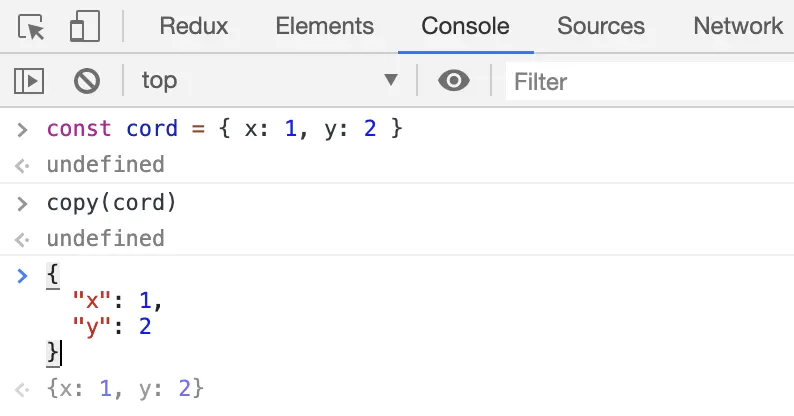 Redux Elements Console Sources Network
top Filter
> const cord = { x: 1, y: 2 }
<· undefined
> copy(cord)
<· undefined
> {
  "x": 1,
  "y": 2
}
<· {x: 1, y: 2}